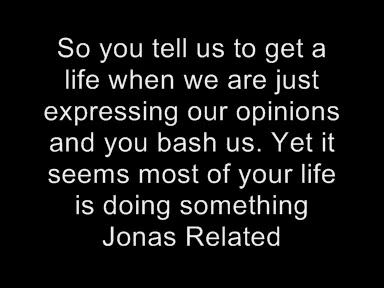 So you tell us to get a
life when we are just
expressing our opinions
and you bash us. Yet it
seems most of your life
is doing something
Jonas Related